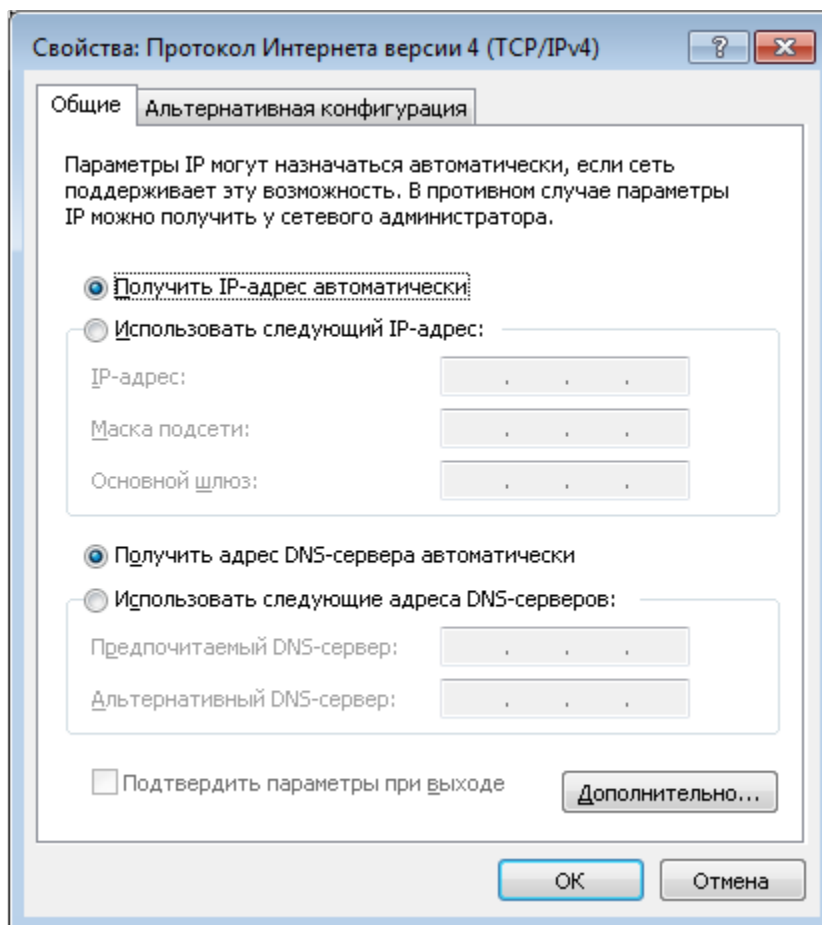 Свойства: Протокол Интернета версии 4 (TCP/IPv4)
Общие
Альтернативная конфигурация
Параметры IP могут назначаться автоматически, если сеть
поддерживает эту возможность. В противном случае параметры
IP можно получить у сетевого администратора.
Получить IP-адрес автоматически
Использовать следующий IP-адрес:
IP-адрес:
Маска подсети:
Основной шлюз:
Получить адрес DNS-сервера автоматически
Использовать следующие адреса DNS-серверов:
Предпочитаемый DNS-сервер:
Альтернативный DNS-сервер:
Подтвердить параметры при выходе
Дополнительно...
ОК
Отмена